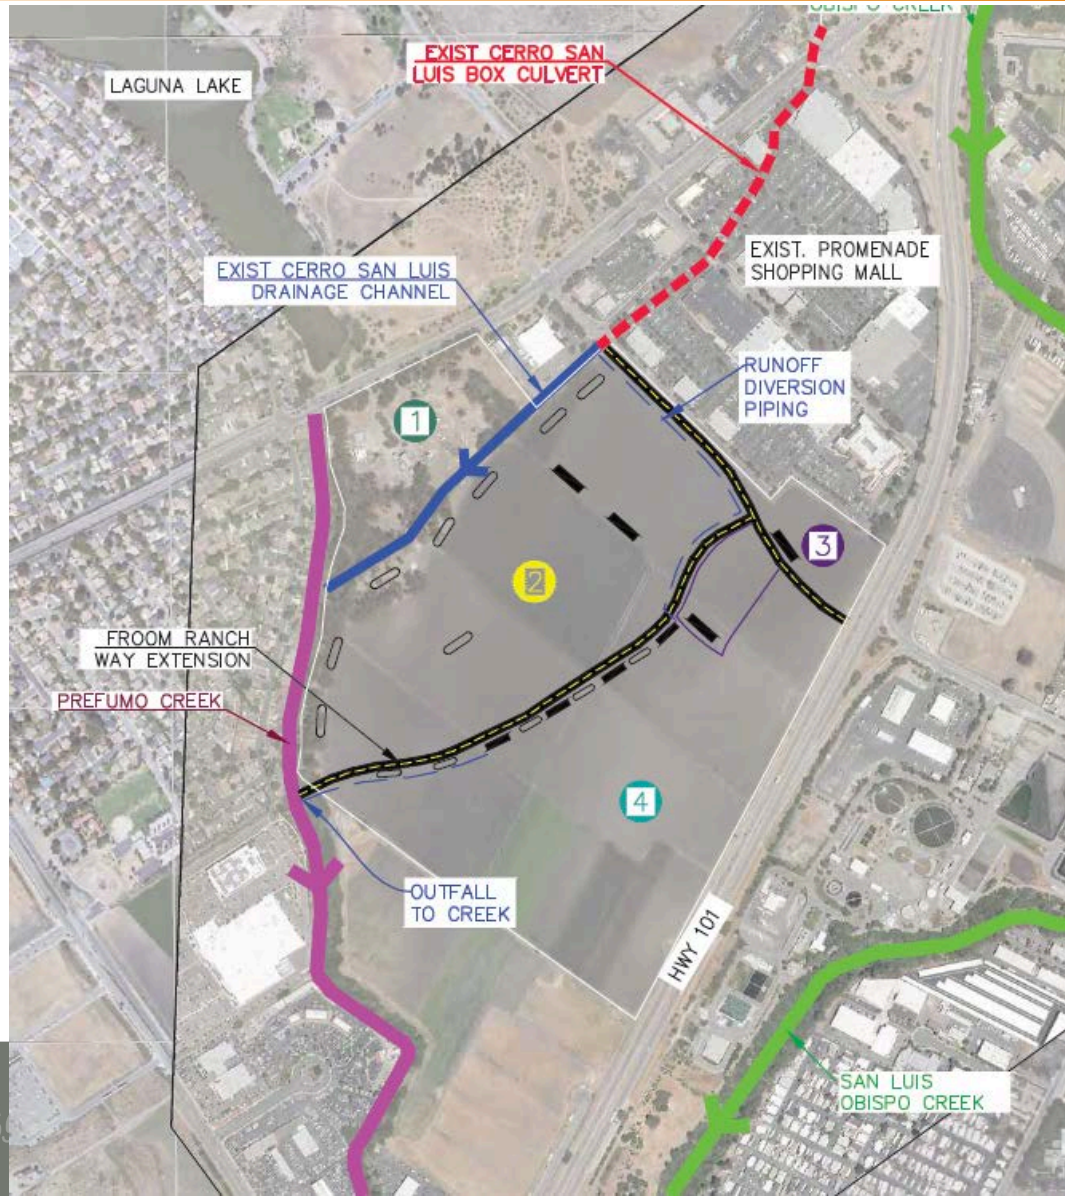 OBISPO CREEK
EXIST CERRO SAN
LUIS BOX CULVERT
LAGUNA LAKE
EXIST. PROMENADE
SHOPPING MALL
EXIST CERRO SAN LUIS
DRAINAGE CHANNEL
RUNOFF
DIVERSION
PIPING
1
3
2
FROOM RANCH
WAY EXTENSION
PREFUMO CREEK
4
OUTFALL
TO CREEK
HWY 101
SAN LUIS
OBISPO CREEK